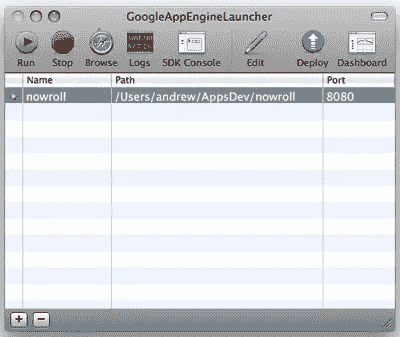 GoogleAppEngineLauncher
Run Stop Browse Logs SDK Console Edit Deploy Dashboard
Name Path Port
nowroll /Users/andrew/AppsDev/nowroll 8080